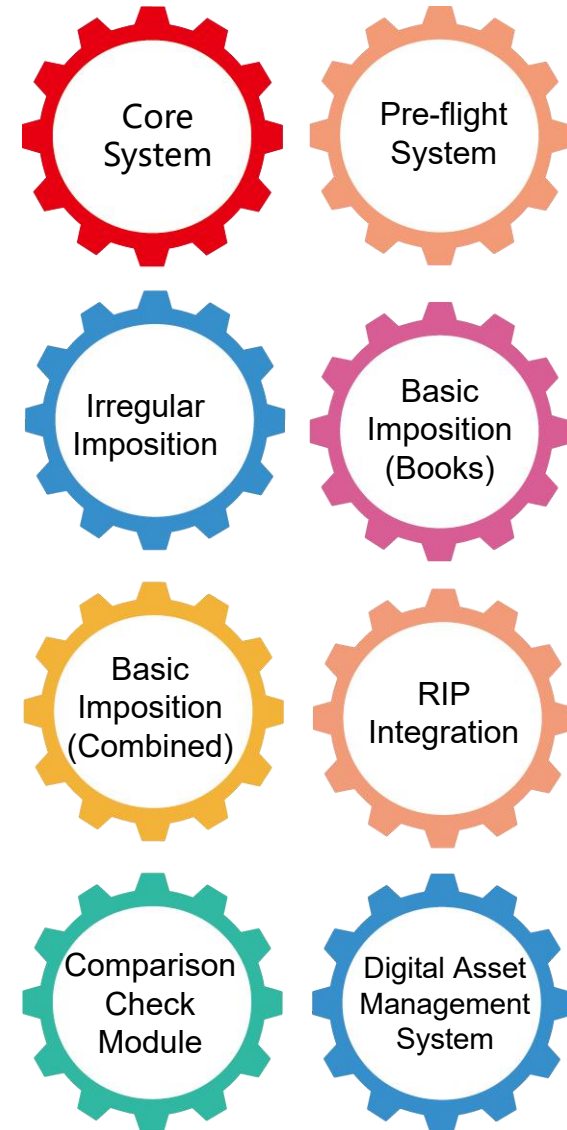 Core
System
Pre-flight
System
Irregular
Imposition
Basic
Imposition
(Books)
Basic
Imposition
(Combined)
RIP
Integration
Comparison
Check
Module
Digital Asset
Management
System